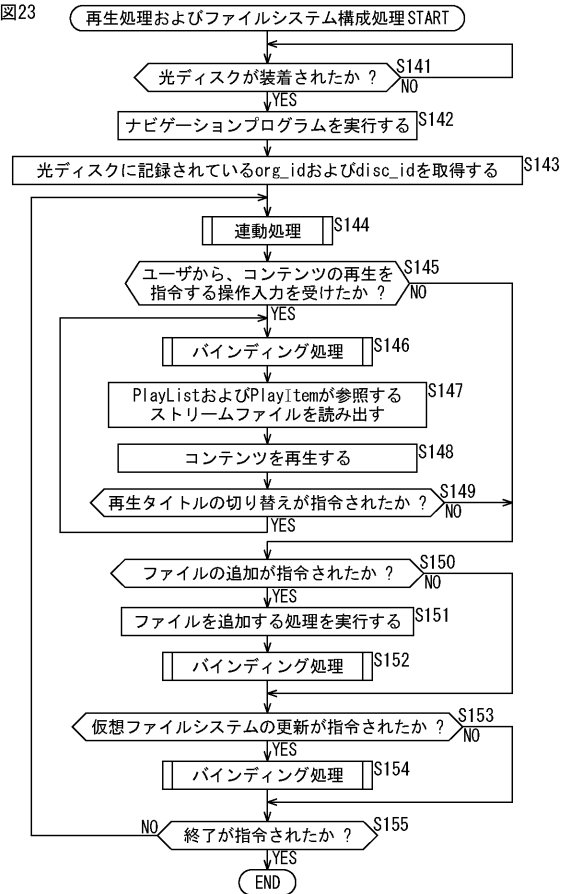 図23
再生処理およびファイルシステム構成処理START
光ディスクが装着されたか ?
S141
NO
YES
ナビゲーションプログラムを実行する
S142
光ディスクに記録されているorg_idおよびdisc_idを取得する
S143
連動処理
S144
ユーザから、コンテンツの再生を
指令する操作入力を受けたか ?
S145
NO
YES
バインディング処理
S146
PlayListおよびPlayItemが参照する
ストリームファイルを読み出す
S147
コンテンツを再生する
S148
再生タイトルの切り替えが指令されたか ?
S149
NO
YES
ファイルの追加が指令されたか ?
S150
NO
YES
ファイルを追加する処理を実行する
S151
バインディング処理
S152
仮想ファイルシステムの更新が指令されたか ?
S153
NO
YES
バインディング処理
S154
NO
終了が指令されたか ?
S155
YES
END